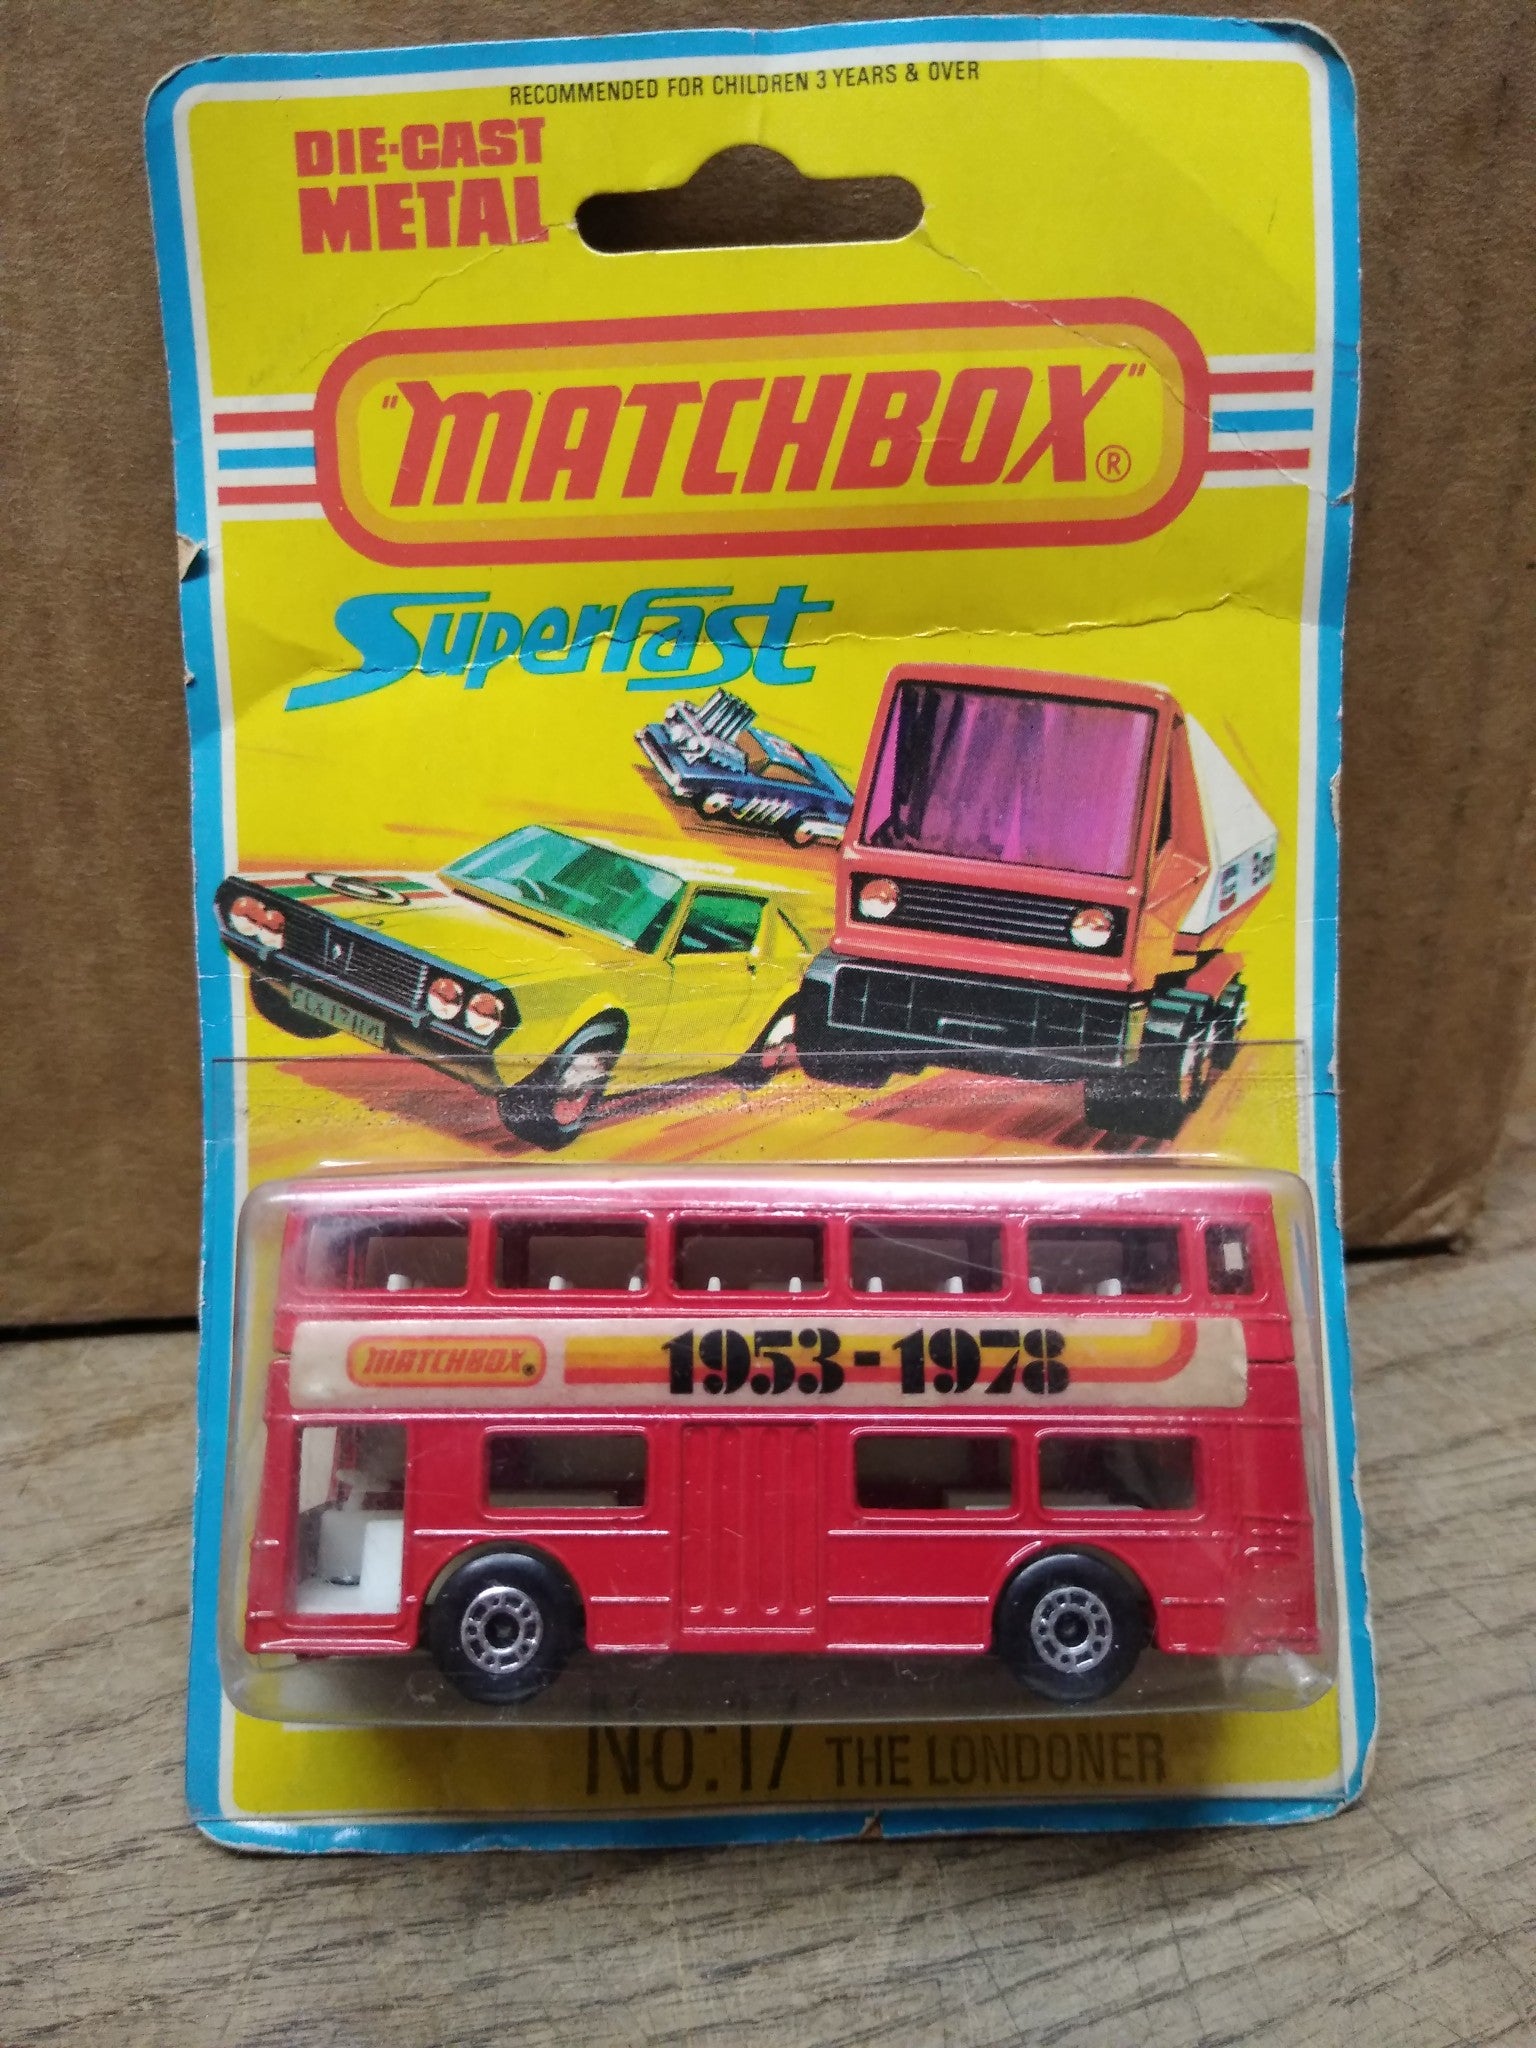 RECOMMENDED FOR CHILDREN 3 YEARS & OVER
DIE-CAST
METAL
"MATCHBOX"®
Superfast
MATCHBOX®
1953-1978
No.17 THE LONDONER